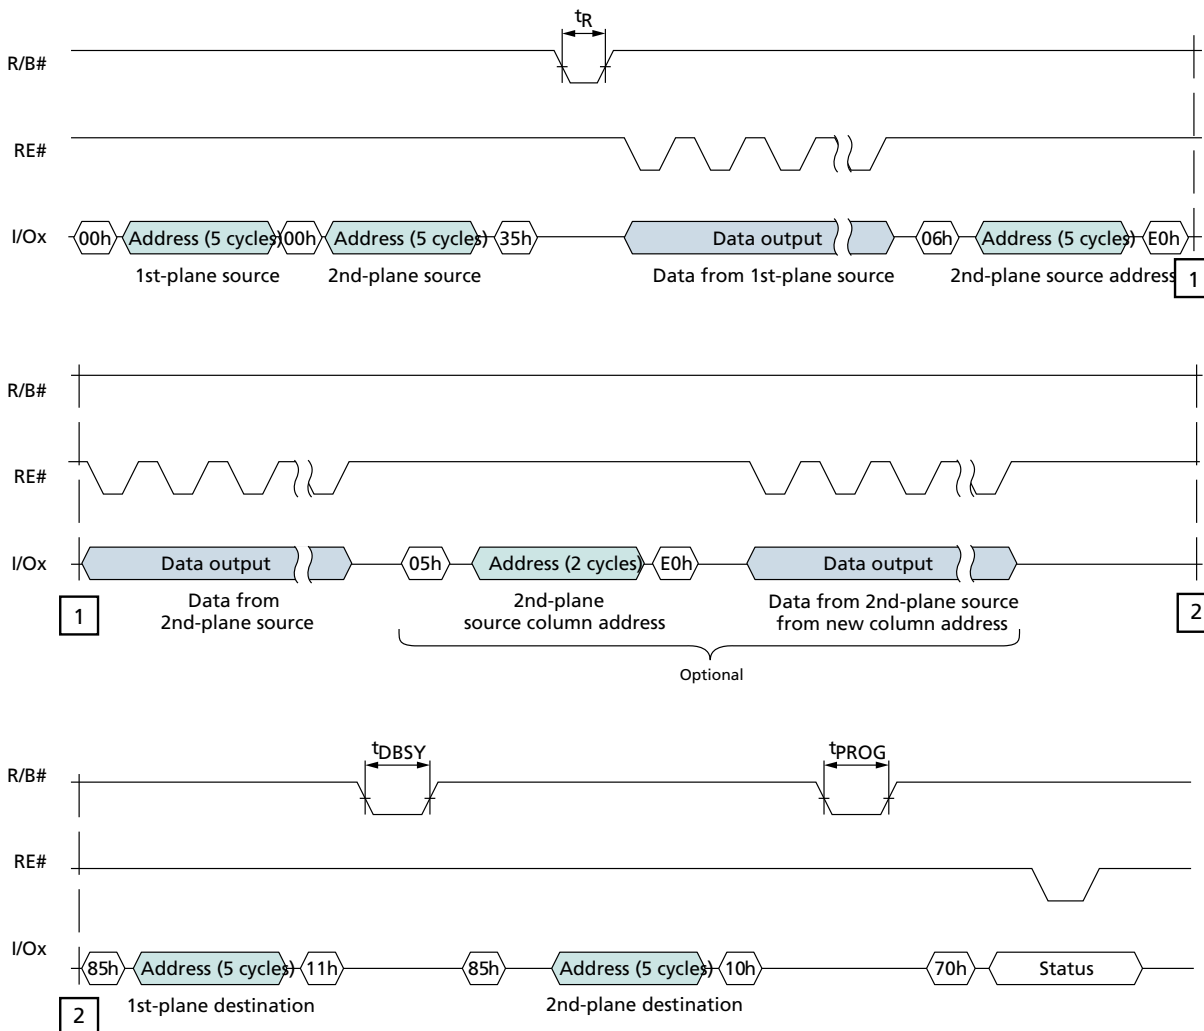 tR
R/B#
RE#
I/Ox
00h Address (5 cycles) 00h Address (5 cycles) 35h Data output 06h Address (5 cycles) E0h
1st-plane source 2nd-plane source Data from 1st-plane source 2nd-plane source address
1
R/B#
RE#
I/Ox
Data output 05h Address (2 cycles) E0h Data output
1
Data from
2nd-plane source
2nd-plane
source column address
Data from 2nd-plane source
from new column address
2
Optional
tDBSY tPROG
R/B#
RE#
I/Ox
85h Address (5 cycles) 11h 85h Address (5 cycles) 10h 70h Status
2
1st-plane destination 2nd-plane destination